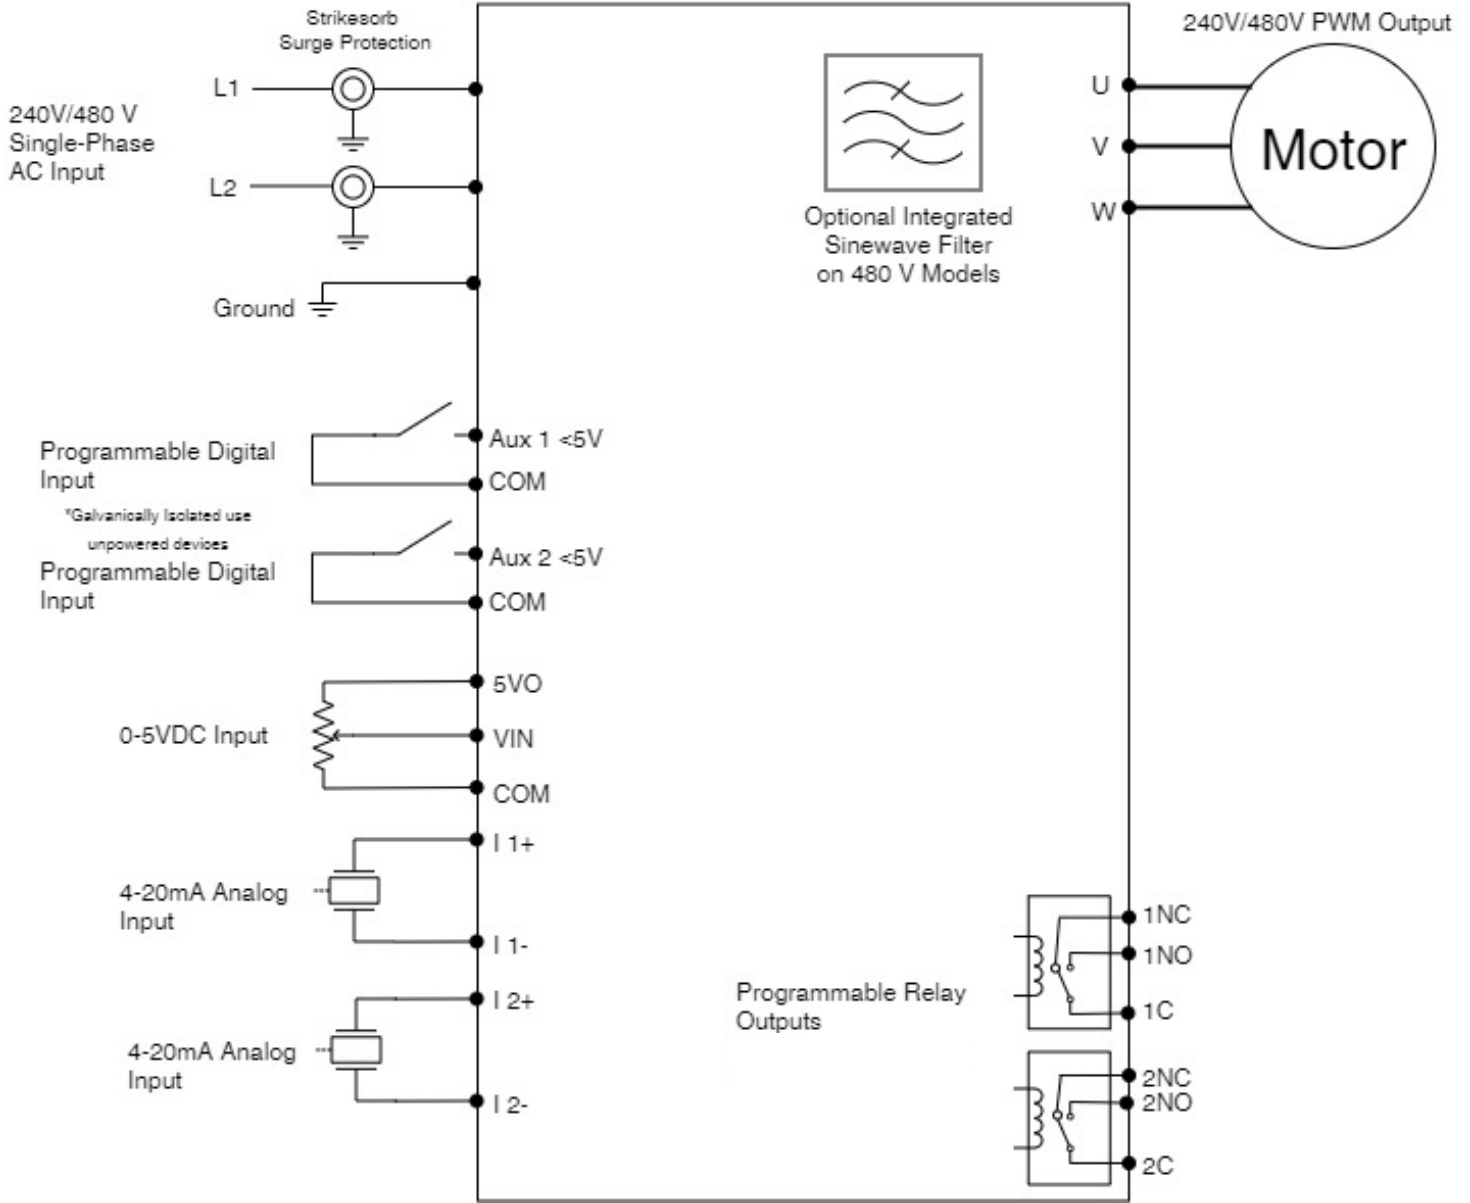 Strikesorb
Surge Protection
240V/480V PWM Output
L1
U
240V/480 V
Single-Phase
AC Input
V
Motor
L2
W
Optional Integrated
Sinewave Filter
on 480 V Models
Ground
Programmable Digital
Input
Aux 1 <5V
COM
*Galvanically Isolated use
unpowered devices
Programmable Digital
Input
Aux 2 <5V
COM
5VO
0-5VDC Input
VIN
COM
I 1+
4-20mA Analog
Input
I 1-
I 2+
4-20mA Analog
Input
I 2-
Programmable Relay
Outputs
1NC
1NO
1C
2NC
2NO
2C